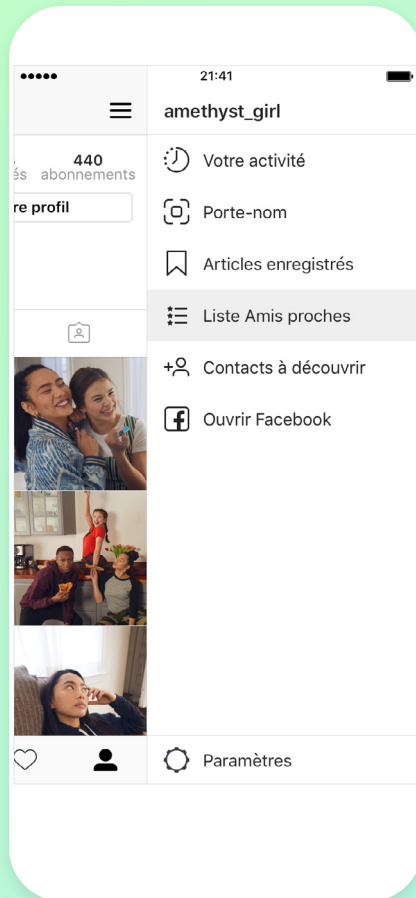 21:41
amethyst_girl
440
abonnements
re profil
Votre activité
Porte-nom
Articles enregistrés
Liste Amis proches
Contacts à découvrir
Ouvrir Facebook
Paramètres